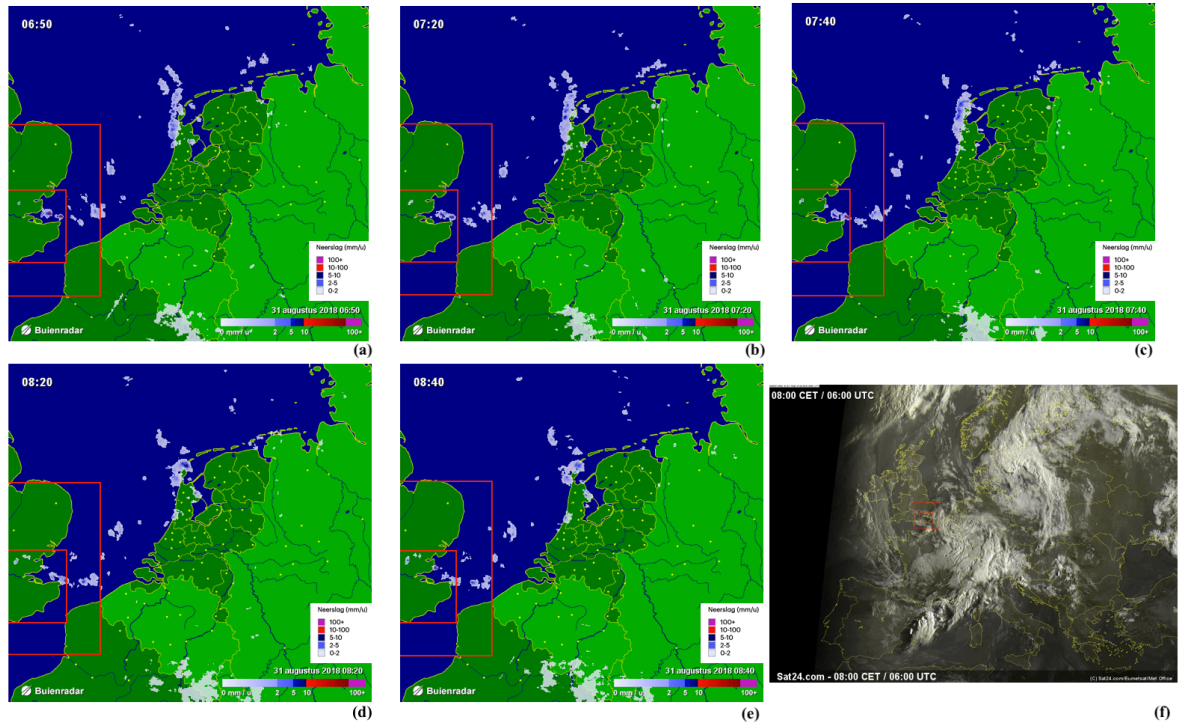 06:50
Neerslag (mm/u)
100+
10-100
5-10
2-5
0-2
31 augustus 2018 06:50
Buienradar
0 mm / u 2 5 10 100+
(a)
07:20
Neerslag (mm/u)
100+
10-100
5-10
2-5
0-2
31 augustus 2018 07:20
Buienradar
0 mm / u 2 5 10 100+
(b)
07:40
Neerslag (mm/u)
100+
10-100
5-10
2-5
0-2
31 augustus 2018 07:40
Buienradar
0 mm / u 2 5 10 100+
(c)
08:20
Neerslag (mm/u)
100+
10-100
5-10
2-5
0-2
31 augustus 2018 08:20
Buienradar
0 mm / u 2 5 10 100+
(d)
08:40
Neerslag (mm/u)
100+
10-100
5-10
2-5
0-2
31 augustus 2018 08:40
Buienradar
0 mm / u 2 5 10 100+
(e)
08:00 CET / 06:00 UTC
Sat24.com - 08:00 CET / 06:00 UTC
(C) Sat24.com/Eumetsat/Met Office
(f)